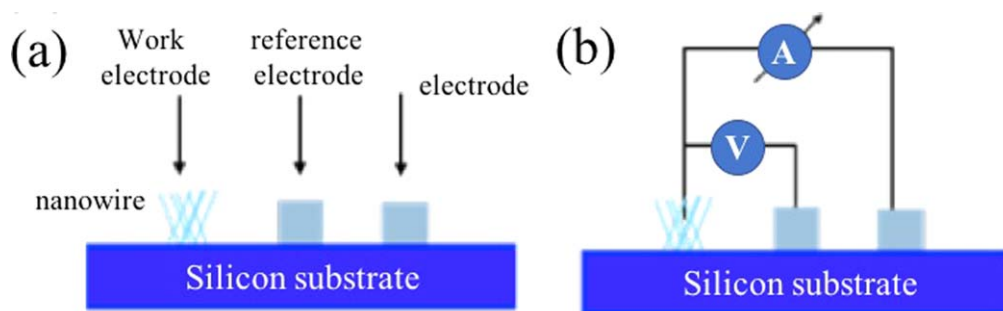 (a)
Work
electrode
reference
electrode
electrode
nanowire
Silicon substrate
(b)
A
V
Silicon substrate